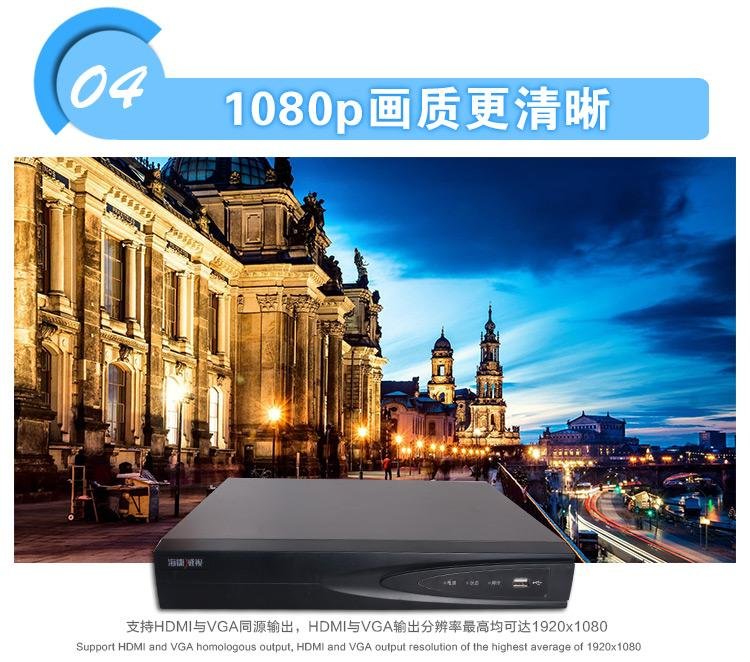 04
1080p画质更清晰
海康威视
电源 状态 网传
支持HDMI与VGA同源输出，HDMI与VGA输出分辨率最高均可达1920x1080
Support HDMI and VGA homologous output, HDMI and VGA output resolution of the highest average of 1920x1080